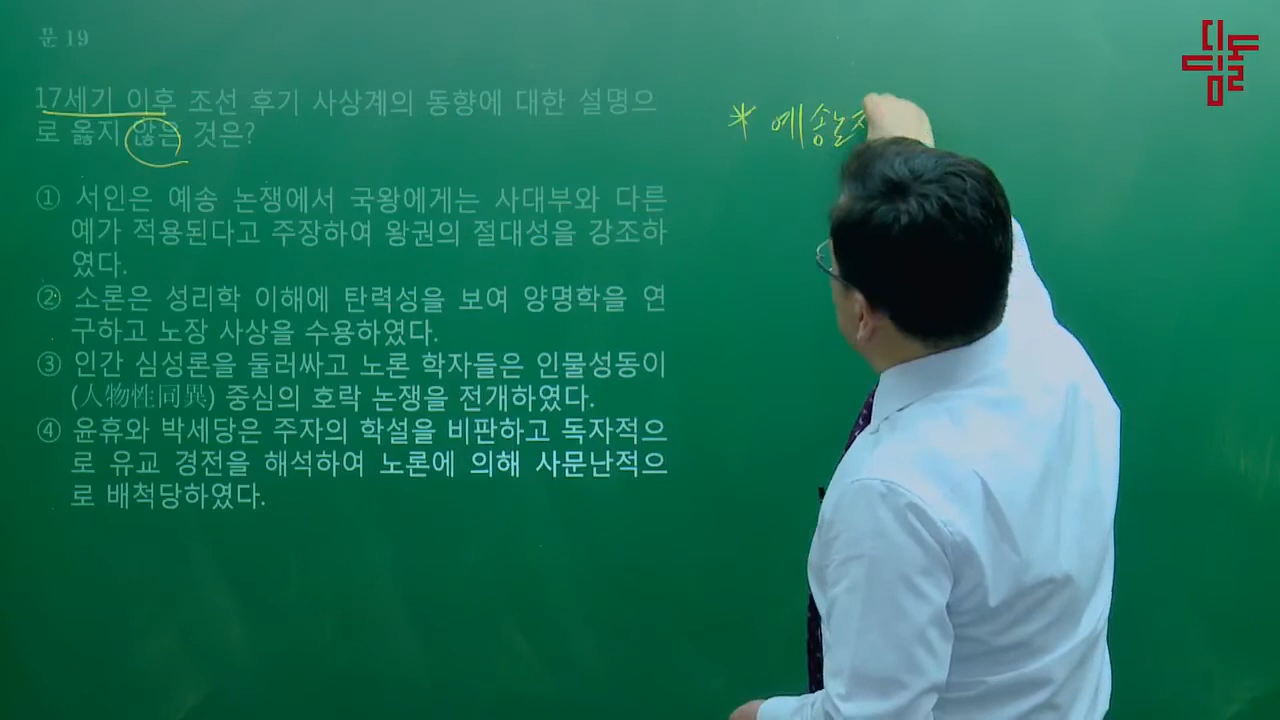 문 19
17세기 이후 조선 후기 사상계의 동향에 대한 설명으
로 옳지 않은 것은?
① 서인은 예송 논쟁에서 국왕에게는 사대부와 다른
예가 적용된다고 주장하여 왕권의 절대성을 강조하
였다.
② 소론은 성리학 이해에 탄력성을 보여 양명학을 연
구하고 노장 사상을 수용하였다.
③ 인간 심성론을 둘러싸고 노론 학자들은 인물성동이
(人物性同異) 중심의 호락 논쟁을 전개하였다.
④ 윤휴와 박세당은 주자의 학설을 비판하고 독자적으
로 유교 경전을 해석하여 노론에 의해 사문난적으
로 배척당하였다.
* 예송논